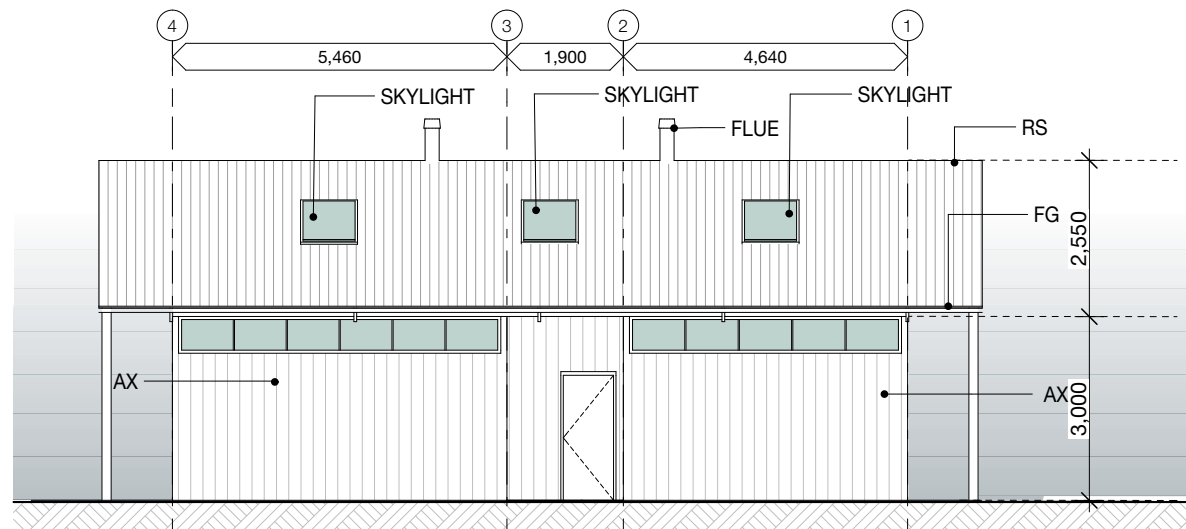 4
3
2
1
5,460
1,900
4,640
SKYLIGHT
SKYLIGHT
SKYLIGHT
FLUE
RS
FG
2,550
AX
AX
3,000